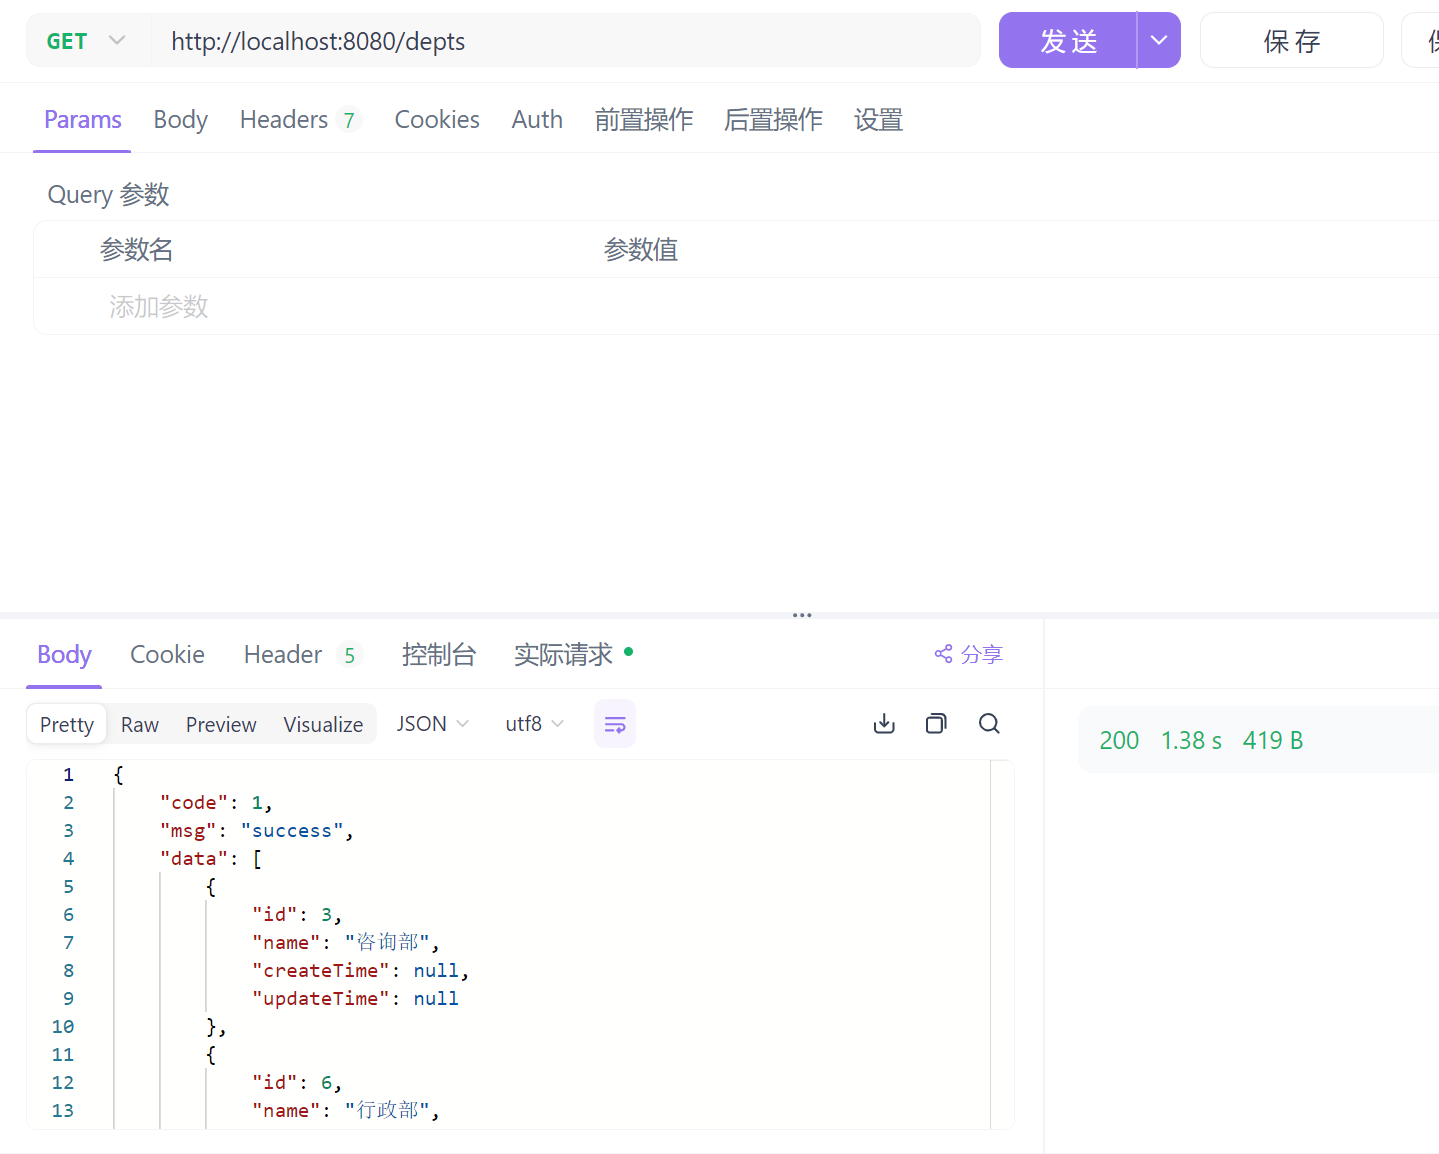 GET http://localhost:8080/depts 发送 保存
Params Body Headers 7 Cookies Auth 前置操作 后置操作 设置
Query 参数
参数名 参数值
添加参数
Body Cookie Header 5 控制台 实际请求 分享
Pretty Raw Preview Visualize JSON utf8
200 1.38 s 419 B
1 {
2 "code": 1,
3 "msg": "success",
4 "data": [
5 {
6 "id": 3,
7 "name": "咨询部",
8 "createTime": null,
9 "updateTime": null
10 },
11 {
12 "id": 6,
13 "name": "行政部",